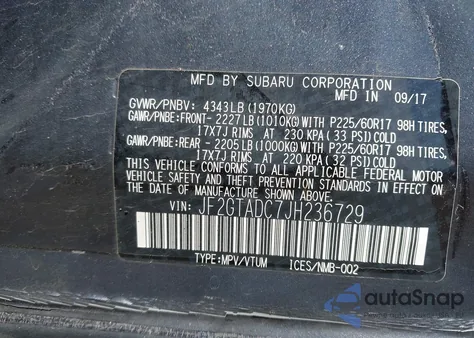 MFD BY SUBARU CORPORATION
GVWR/PNBV: 4343LB (1970KG) 09/17
GAWR/PNBE:FRONT- 2227LB(1010KG) WITH P225/60R17 98H TIRES,
17X7J RIMS AT 230 KPA(33 PSI)COLD
GAWR/PNBE:REAR - 2205LB(1000KG) WITH P225/60R17 98H TIRES,
17X7J RIMS AT 220 KPA(32 PSI)COLD
THIS VEHICLE CONFORMS TO ALL APPLICABLE FEDERAL MOTOR
VEHICLE SAFETY AND BUMPER STANDARDS IN EFFECT ON THE
DATE OF MANUFACTURE SHOWN ABOVE.
VIN: JF2GTADC7JH236729
TYPE:MPV/VTUM ICES/NMB-002
autoSnap
Backed by AutoAuctions